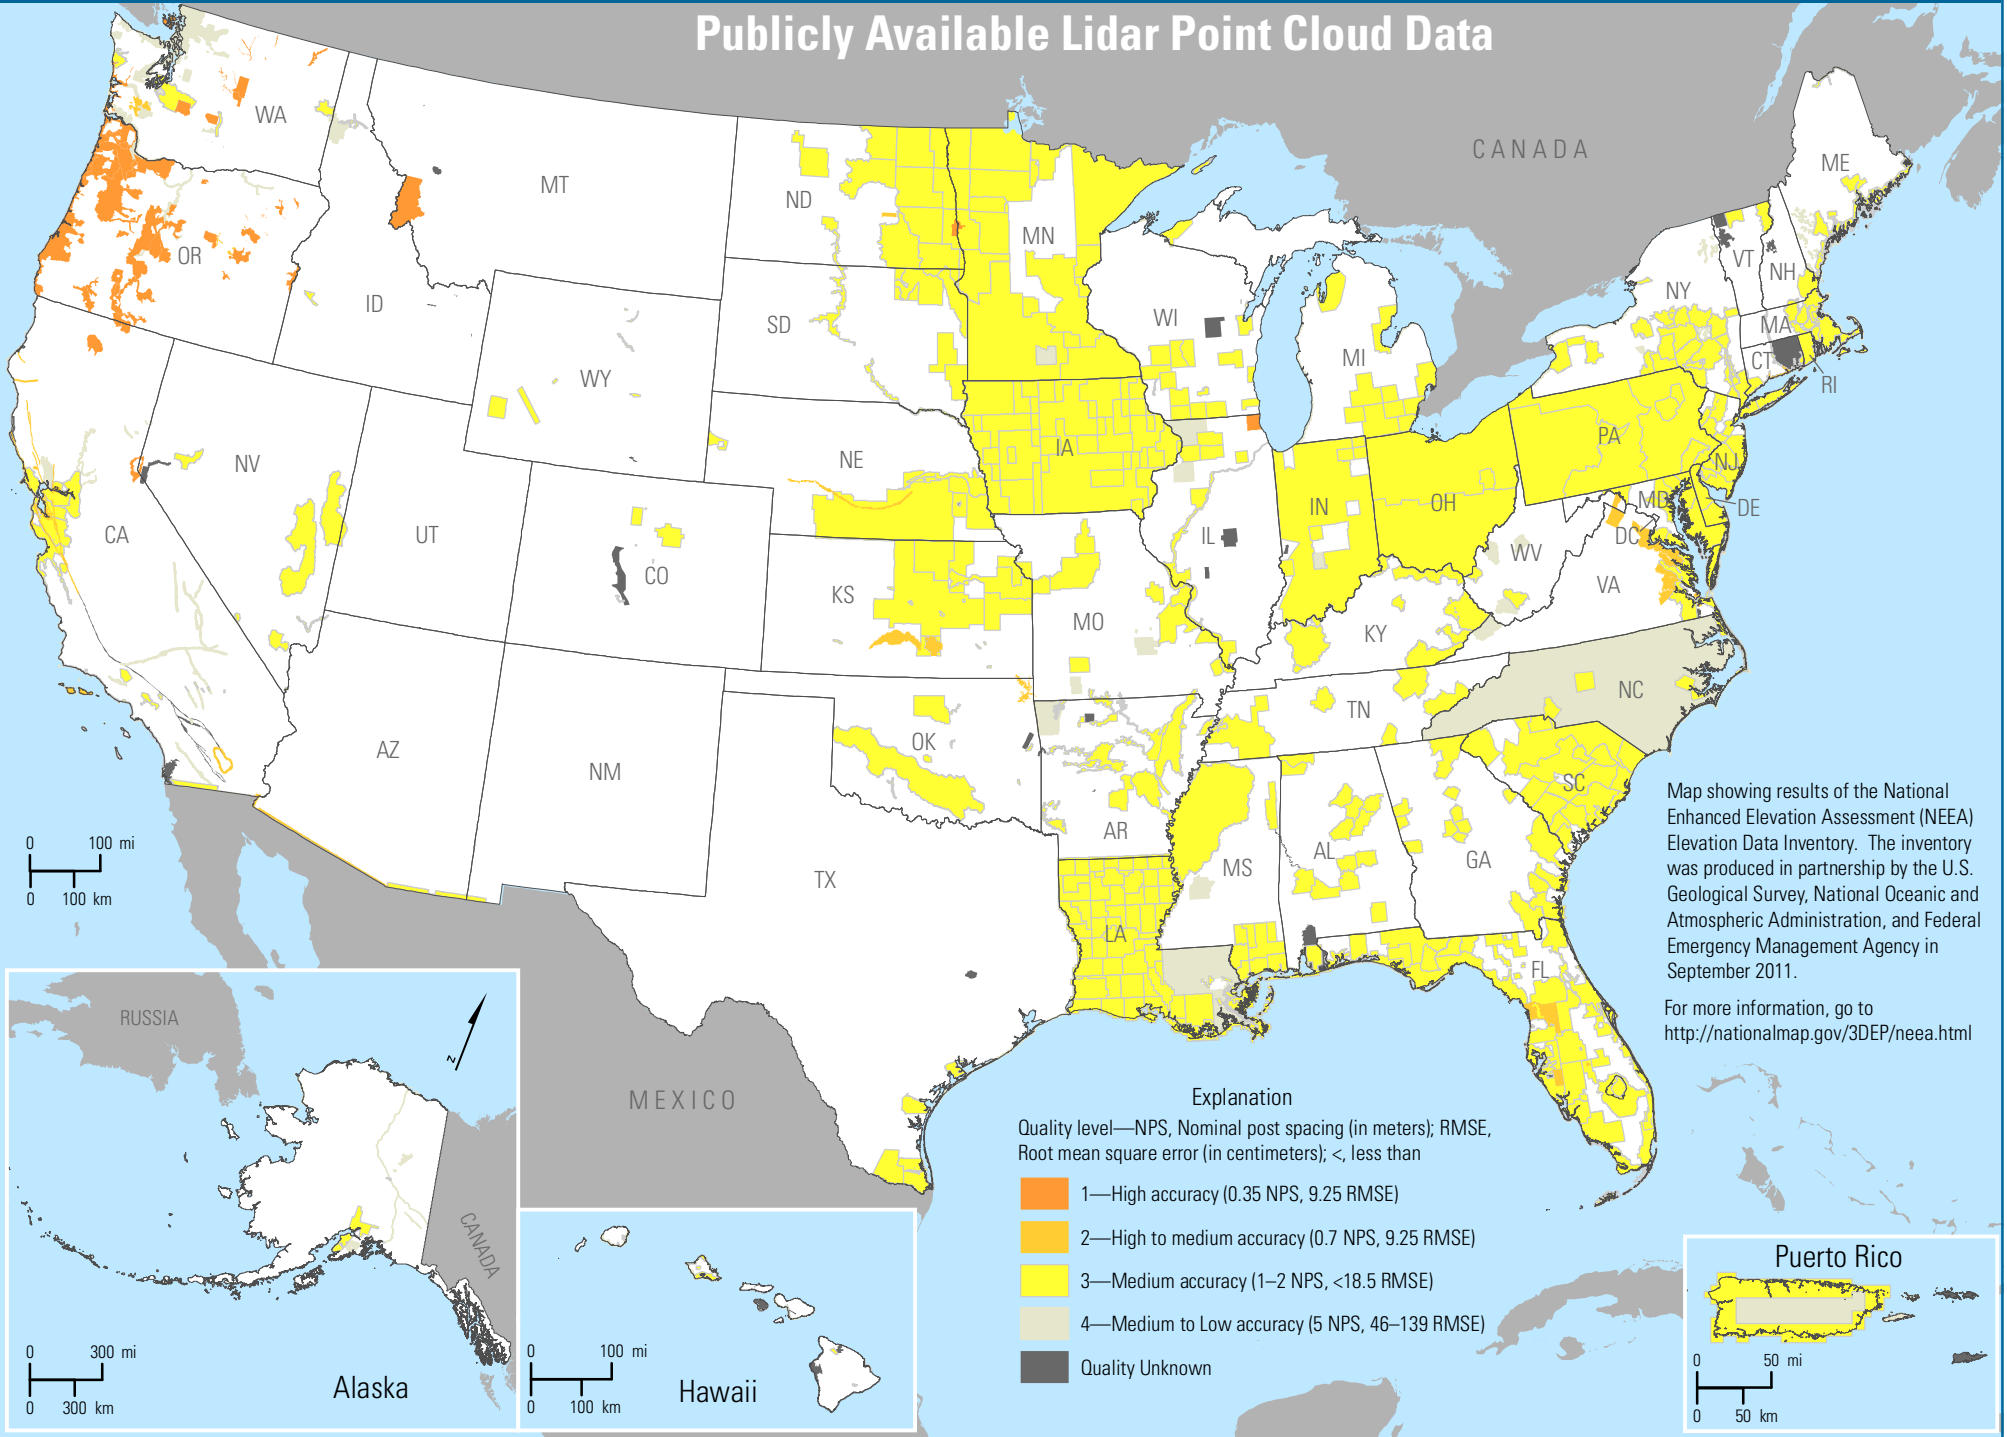 Publicly Available Lidar Point Cloud Data
CANADA
WA
MT
ND
MN
ME
OR
ID
SD
WI
MI
NY
VT
NH
MA
CT
RI
WY
NE
IA
PA
NJ
NV
CA
UT
CO
KS
MO
IL
IN
OH
WV
MD
DE
DC
VA
KY
AZ
NM
OK
AR
TN
NC
SC
TX
LA
MS
AL
GA
FL
MEXICO
0 100 mi
0 100 km
Map showing results of the National
Enhanced Elevation Assessment (NEEA)
Elevation Data Inventory. The inventory
was produced in partnership by the U.S.
Geological Survey, National Oceanic and
Atmospheric Administration, and Federal
Emergency Management Agency in
September 2011.
For more information, go to
http://nationalmap.gov/3DEP/neea.html
RUSSIA
N
CANADA
0 300 mi
0 300 km
Alaska
0 100 mi
0 100 km
Hawaii
Explanation
Quality level—NPS, Nominal post spacing (in meters); RMSE,
Root mean square error (in centimeters); <, less than
1—High accuracy (0.35 NPS, 9.25 RMSE)
2—High to medium accuracy (0.7 NPS, 9.25 RMSE)
3—Medium accuracy (1–2 NPS, <18.5 RMSE)
4—Medium to Low accuracy (5 NPS, 46–139 RMSE)
Quality Unknown
Puerto Rico
0 50 mi
0 50 km